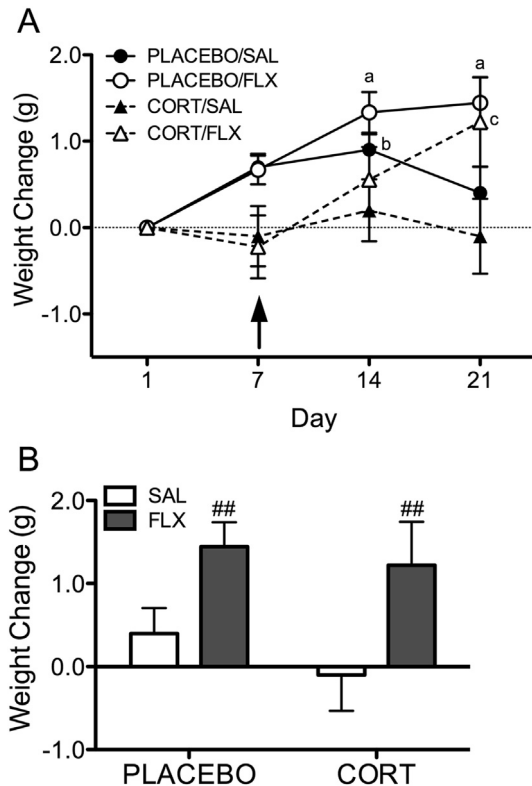 A
PLACEBO/SAL
PLACEBO/FLX
CORT/SAL
CORT/FLX
Weight Change (g)
2.0
1.0
0.0
-1.0
a
a
b
c
1
7
14
21
Day
B
SAL
FLX
Weight Change (g)
2.0
1.0
0.0
-1.0
##
##
PLACEBO
CORT